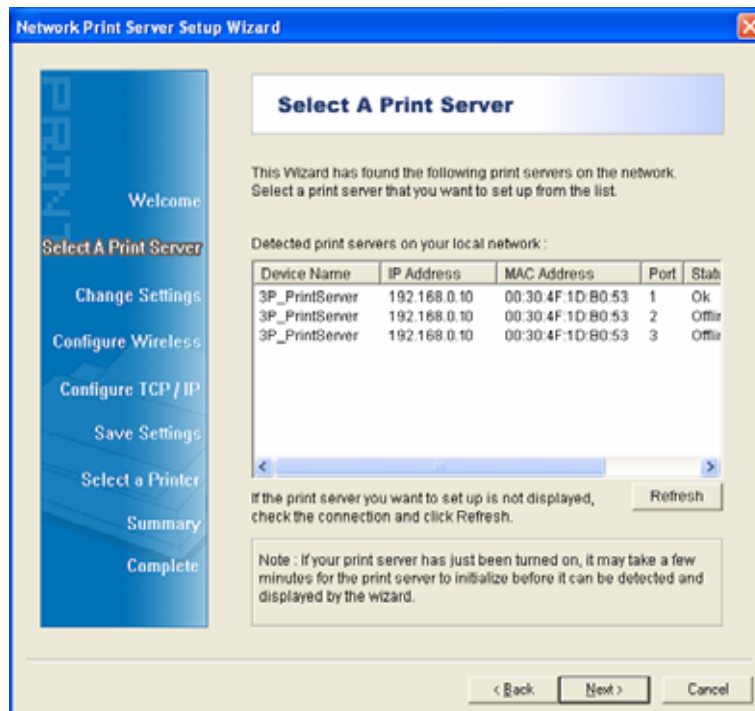 Network Print Server Setup Wizard
PRINT
Welcome
Select A Print Server
Change Settings
Configure Wireless
Configure TCP / IP
Save Settings
Select a Printer
Summary
Complete
Select A Print Server
This Wizard has found the following print servers on the network.
Select a print server that you want to set up from the list.
Detected print servers on your local network :
Device Name IP Address MAC Address Port Statu
3P_PrintServer 192.168.0.10 00:30:4F:1D:B0:53 1 Ok
3P_PrintServer 192.168.0.10 00:30:4F:1D:B0:53 2 Offlin
3P_PrintServer 192.168.0.10 00:30:4F:1D:B0:53 3 Offlin
If the print server you want to set up is not displayed,
check the connection and click Refresh.
Refresh
Note : If your print server has just been turned on, it may take a few
minutes for the print server to initialize before it can be detected and
displayed by the wizard.
< Back
Next >
Cancel